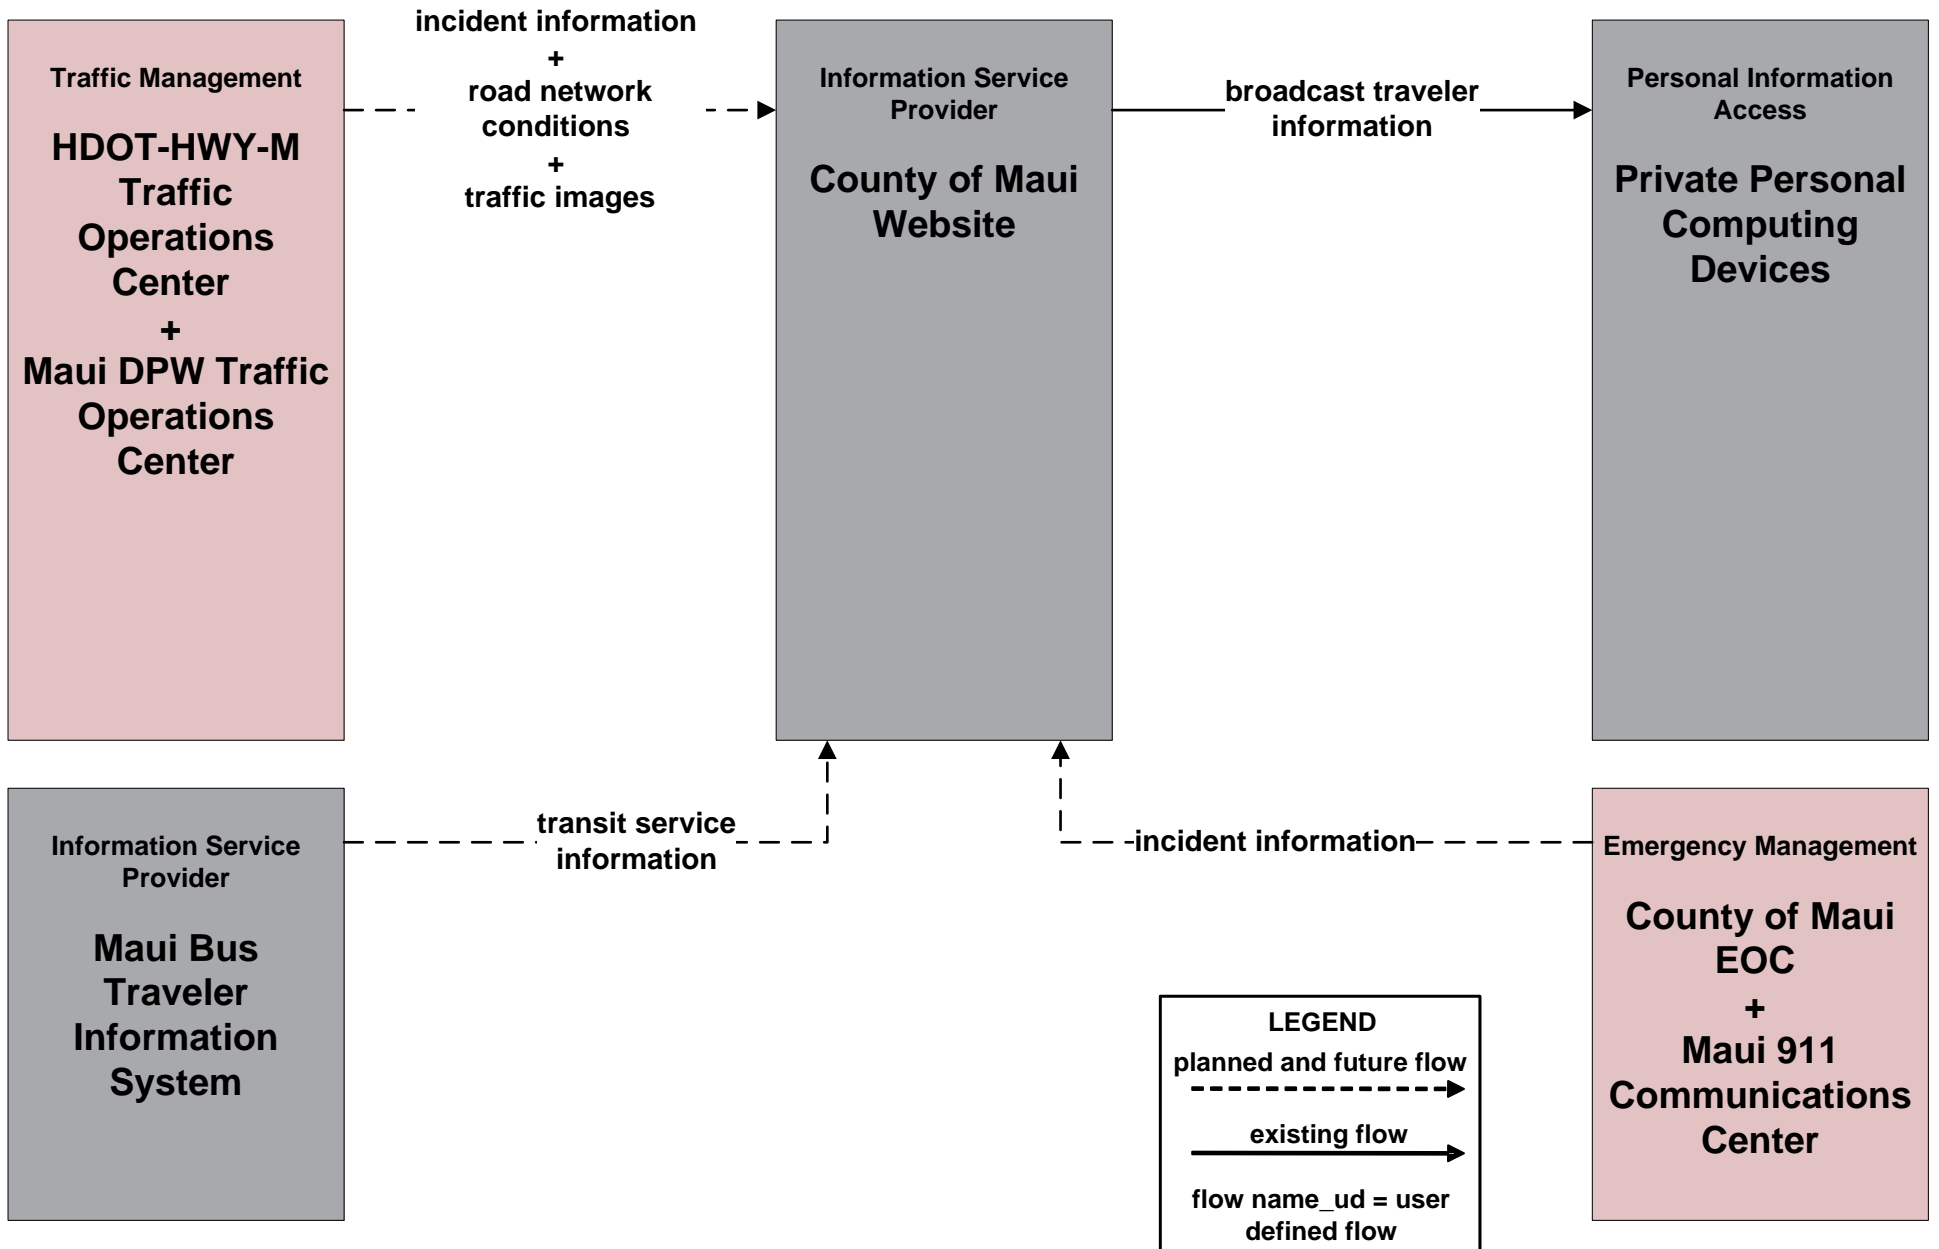 Traffic Management
HDOT-HWY-M
Traffic
Operations
Center
+
Maui DPW Traffic
Operations
Center
incident information
+
road network
conditions
+
traffic images
Information Service
Provider
County of Maui
Website
broadcast traveler
information
Personal Information
Access
Private Personal
Computing
Devices
Information Service
Provider
Maui Bus
Traveler
Information
System
transit service
information
incident information
Emergency Management
County of Maui
EOC
+
Maui 911
Communications
Center
LEGEND
planned and future flow
existing flow
flow name_ud = user
defined flow